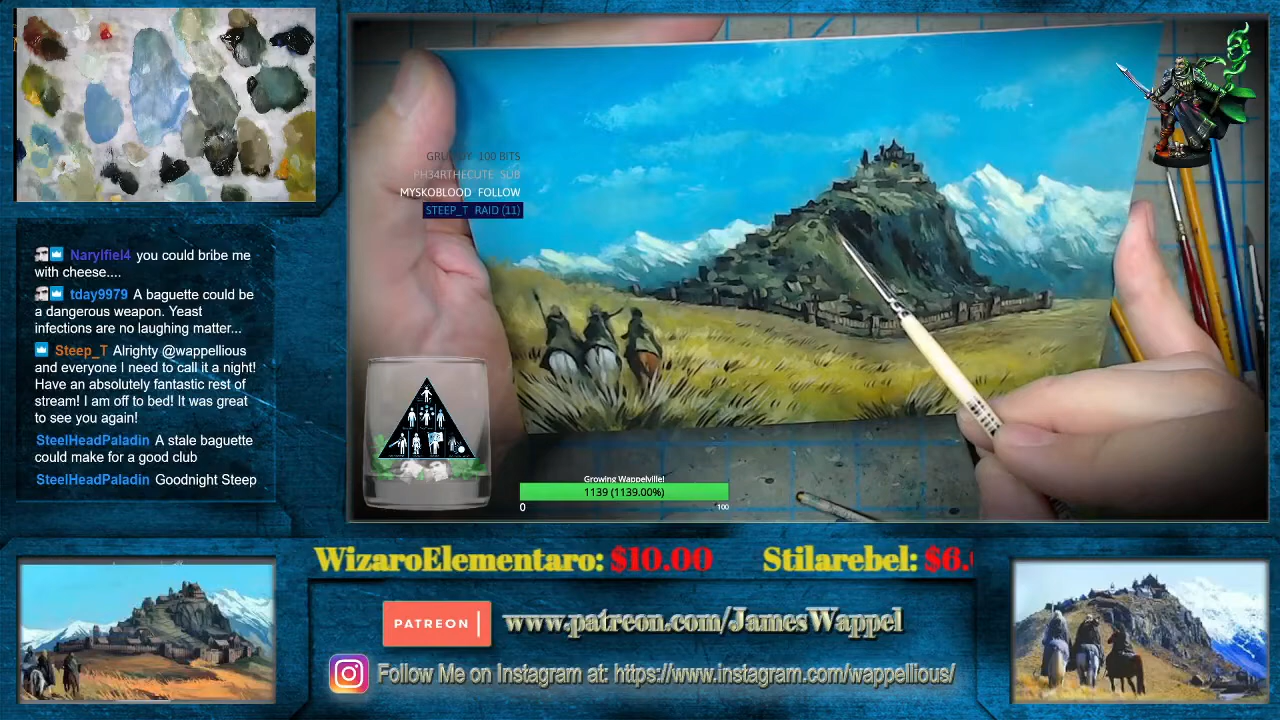 GRUMPY 100 BITS
PH34RTHECUTE SUB
MYSKOBLOOD FOLLOW
STEEP_T RAID (11)
Narylfiel4 you could bribe me
with cheese....
tday9979 A baguette could be
a dangerous weapon. Yeast
infections are no laughing matter...
Steep_T Alrighty @wappellious
and everyone I need to call it a night!
Have an absolutely fantastic rest of
stream! I am off to bed! It was great
to see you again!
SteelHeadPaladin A stale baguette
could make for a good club
SteelHeadPaladin Goodnight Steep
Growing Wappelville!
1139 (1139.00%)
0 100
WizaroElementaro: $10.00 Stilarebel: $6.
PATREON www.patreon.com/JamesWappel
Follow Me on Instagram at: https://www.instagram.com/wappellious/